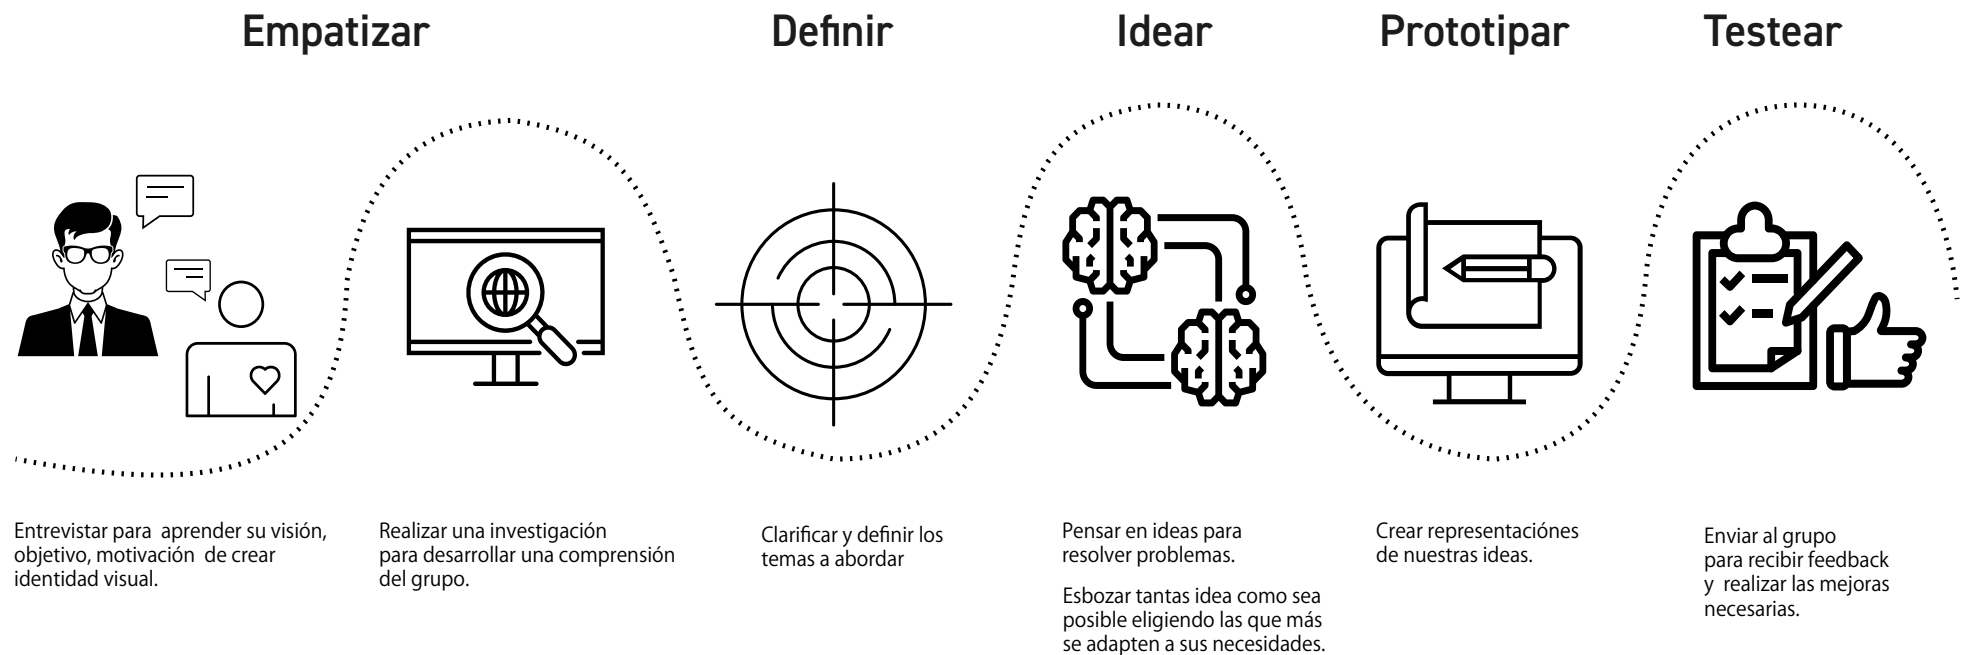 Empatizar
Definir
Idear
Prototipar
Testear
Entrevistar para aprender su visión,
objetivo, motivación de crear
identidad visual.
Realizar una investigación
para desarrollar una comprensión
del grupo.
Clarificar y definir los
temas a abordar
Pensar en ideas para
resolver problemas.
Esbozar tantas idea como sea
posible eligiendo las que más
se adapten a sus necesidades.
Crear representaciónes
de nuestras ideas.
Enviar al grupo
para recibir feedback
y realizar las mejoras
necesarias.